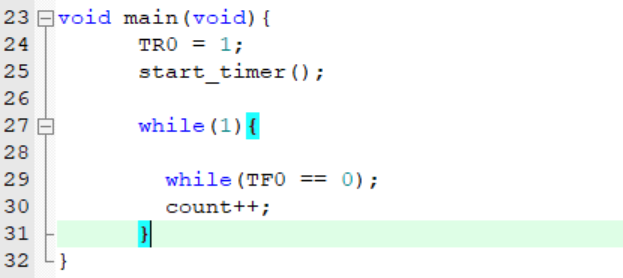 23 void main(void){
24 TR0 = 1;
25 start_timer();
26
27 while(1){
28
29 while(TF0 == 0);
30 count++;
31 }
32 }